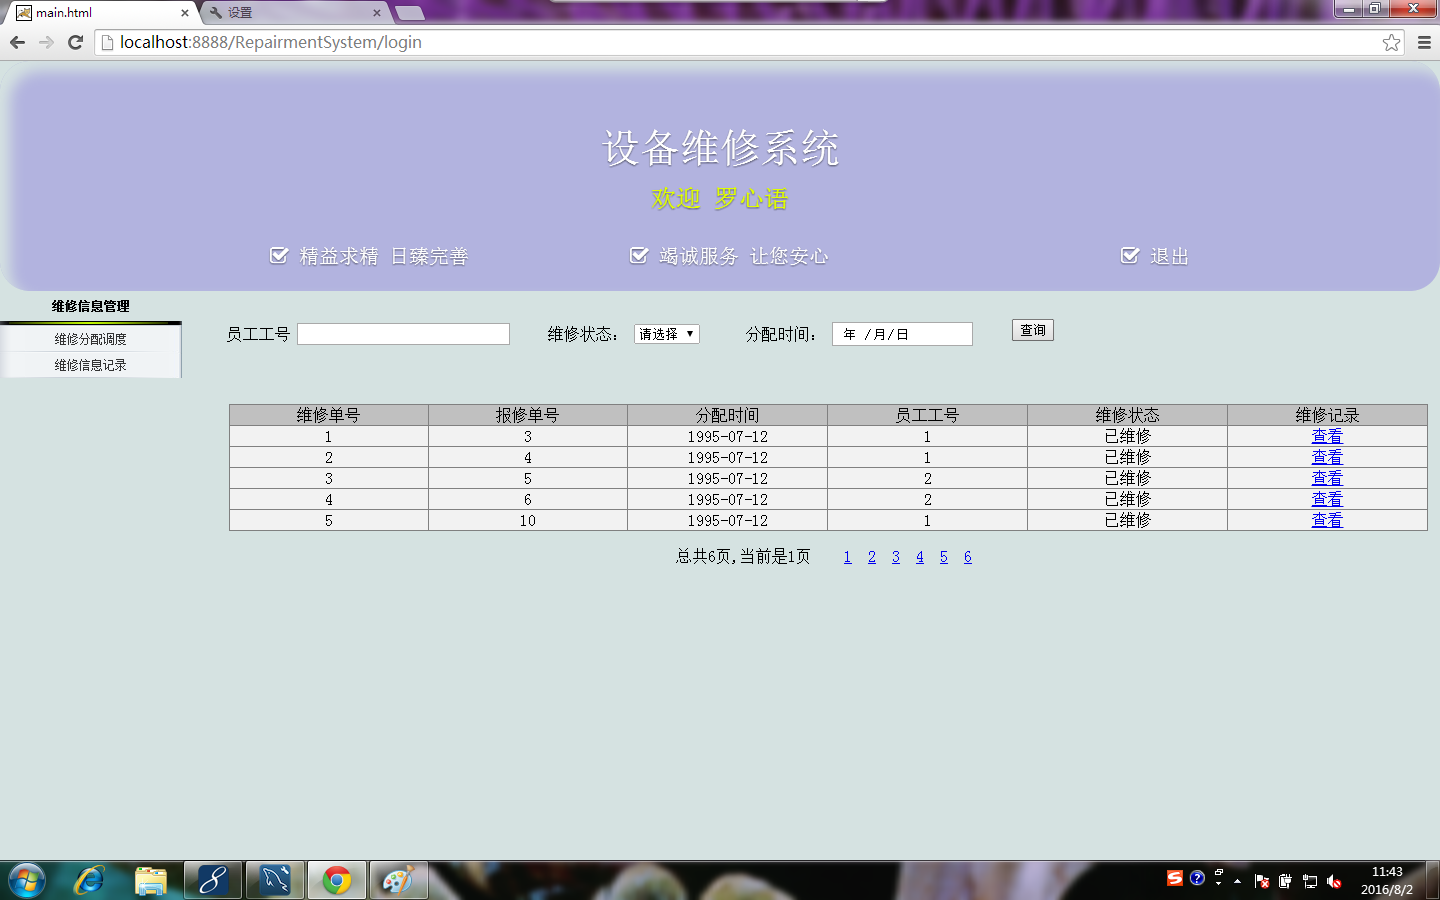 main.html
设置
localhost:8888/RepairmentSystem/login
设备维修系统
欢迎 罗心语
精益求精 日臻完善 竭诚服务 让您安心 退出
维修信息管理
维修分配调度
维修信息记录
员工工号 维修状态： 请选择 分配时间： 年 /月/日 查询
维修单号 报修单号 分配时间 员工工号 维修状态 维修记录
1 3 1995-07-12 1 已维修 查看
2 4 1995-07-12 1 已维修 查看
3 5 1995-07-12 2 已维修 查看
4 6 1995-07-12 2 已维修 查看
5 10 1995-07-12 1 已维修 查看
总共6页,当前是1页 1 2 3 4 5 6
11:43
2016/8/2